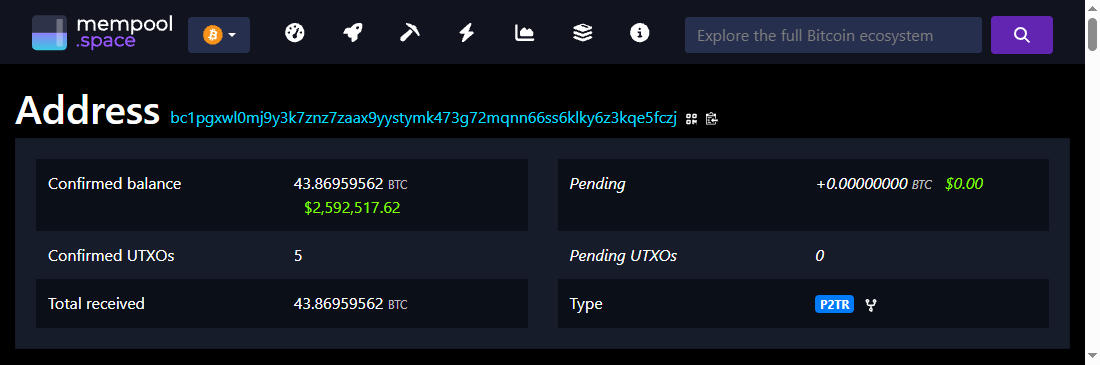 mempool
.space
Explore the full Bitcoin ecosystem
Address bc1pgxwl0mj9y3k7znz7zaax9yystymk473g72mqnn66ss6klky6z3kqe5fczj
Confirmed balance 43.86959562 BTC
$2,592,517.62
Pending +0.00000000 BTC $0.00
Confirmed UTXOs 5
Pending UTXOs 0
Total received 43.86959562 BTC
Type P2TR